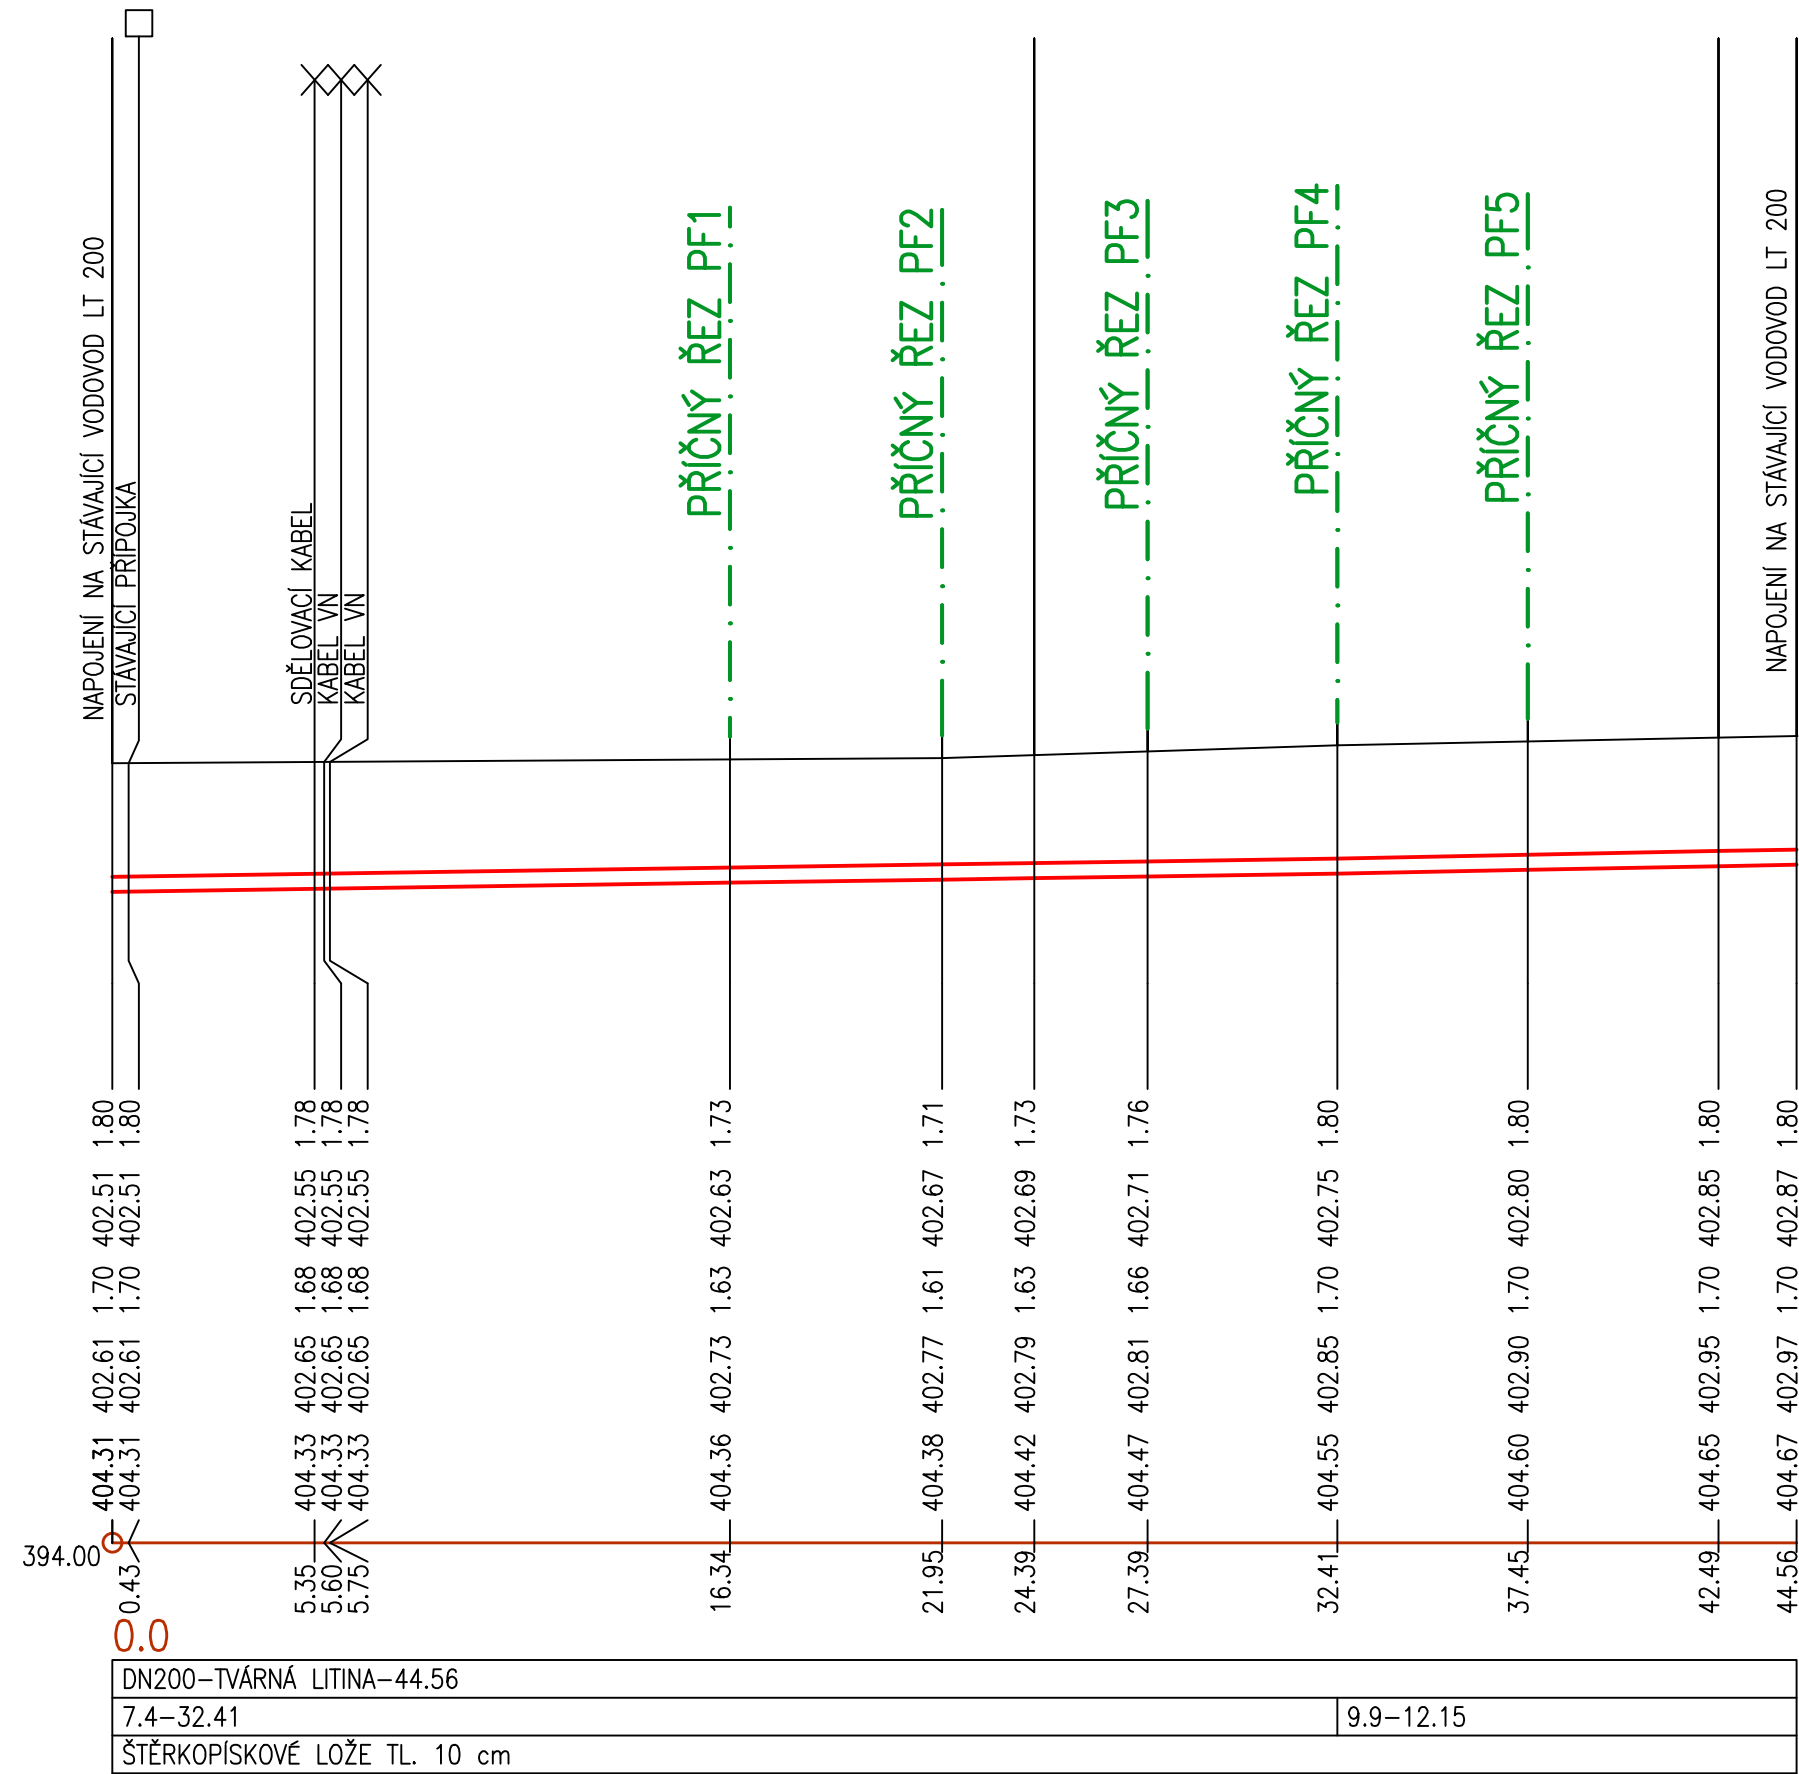 NAPOJENÍ NA STÁVAJÍCÍ VODOVOD LT 200
STÁVAJÍCÍ PŘÍPOJKA
SDĚLOVACÍ KABEL
KABEL VN
KABEL VN
PŘÍČNÝ ŘEZ PF1
PŘÍČNÝ ŘEZ PF2
PŘÍČNÝ ŘEZ PF3
PŘÍČNÝ ŘEZ PF4
PŘÍČNÝ ŘEZ PF5
NAPOJENÍ NA STÁVAJÍCÍ VODOVOD LT 200
404.31 402.61 1.70 402.51 1.80
0.43 404.31 402.61 1.70 402.51 1.80
5.35 404.33 402.65 1.68 402.55 1.78
5.60 404.33 402.65 1.68 402.55 1.78
5.75 404.33 402.65 1.68 402.55 1.78
16.34 404.36 402.73 1.63 402.63 1.73
21.95 404.38 402.77 1.61 402.67 1.71
24.39 404.42 402.79 1.63 402.69 1.73
27.39 404.47 402.81 1.66 402.71 1.76
32.41 404.55 402.85 1.70 402.75 1.80
37.45 404.60 402.90 1.70 402.80 1.80
42.49 404.65 402.95 1.70 402.85 1.80
44.56 404.67 402.97 1.70 402.87 1.80
394.00
0.0
DN200-TVÁRNÁ LITINA-44.56
7.4-32.41
9.9-12.15
ŠTĚRKOPÍSKOVÉ LOŽE TL. 10 cm